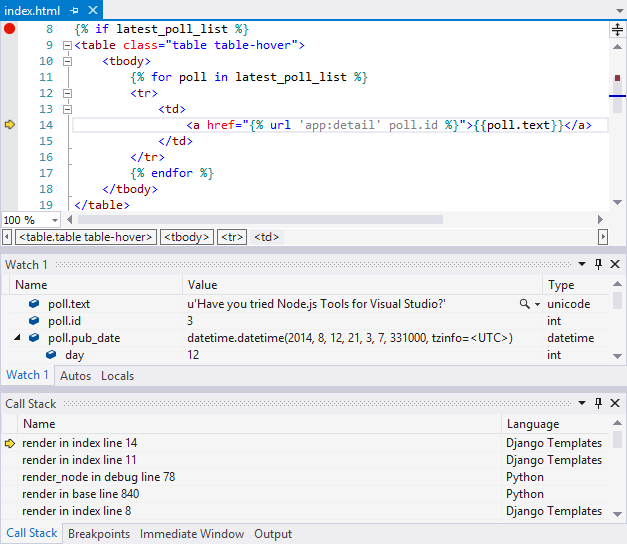 index.html
8 {% if latest_poll_list %}
9 <table class="table table-hover">
10 <tbody>
11 {% for poll in latest_poll_list %}
12 <tr>
13 <td>
14 <a href="{% url 'app:detail' poll.id %}">{{poll.text}}</a>
15 </td>
16 </tr>
17 {% endfor %}
18 </tbody>
19 </table>
100 %
<table.table table-hover> <tbody> <tr> <td>
Watch 1
Name Value Type
poll.text u'Have you tried Node.js Tools for Visual Studio?' unicode
poll.id 3 int
poll.pub_date datetime.datetime(2014, 8, 12, 21, 3, 7, 331000, tzinfo=<UTC>) datetime
day 12 int
Watch 1 Autos Locals
Call Stack
Name Language
render in index line 14 Django Templates
render in index line 11 Django Templates
render_node in debug line 78 Python
render in base line 840 Python
render in index line 8 Django Templates
Call Stack Breakpoints Immediate Window Output